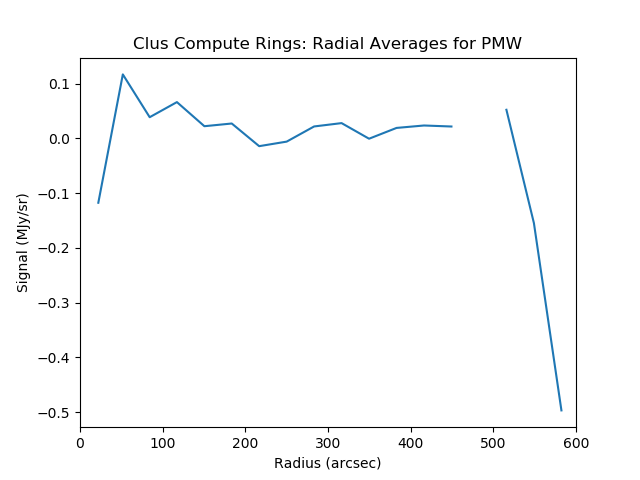 Clus Compute Rings: Radial Averages for PMW
0.1
0.0
−0.1
−0.2
−0.3
−0.4
−0.5
Signal (MJy/sr)
0 100 200 300 400 500 600
Radius (arcsec)